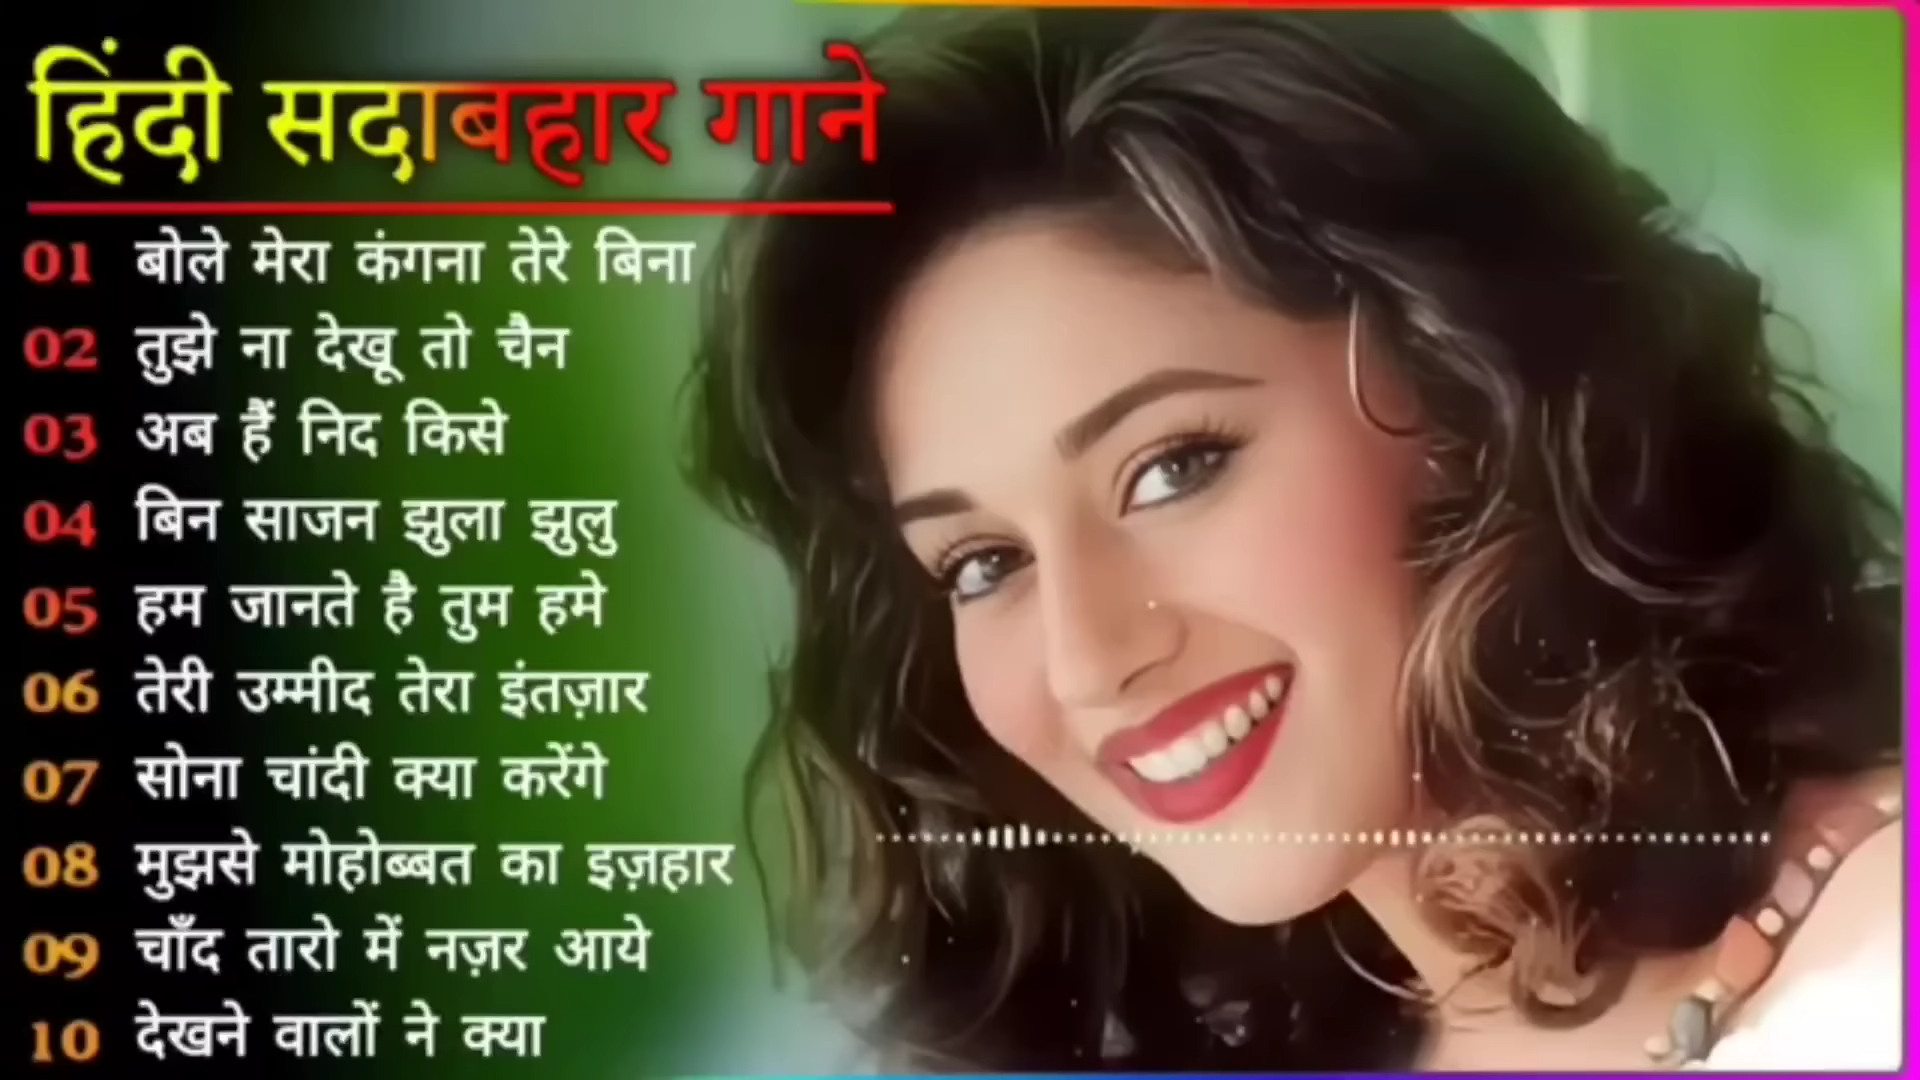 हिंदी सदाबहार गाने
01 बोले मेरा कंगना तेरे बिना
02 तुझे ना देखू तो चैन
03 अब हैं निद किसे
04 बिन साजन झुला झुलु
05 हम जानते है तुम हमे
06 तेरी उम्मीद तेरा इंतज़ार
07 सोना चांदी क्या करेंगे
08 मुझसे मोहोब्बत का इज़हार
09 चाँद तारो में नज़र आये
10 देखने वालों ने क्या